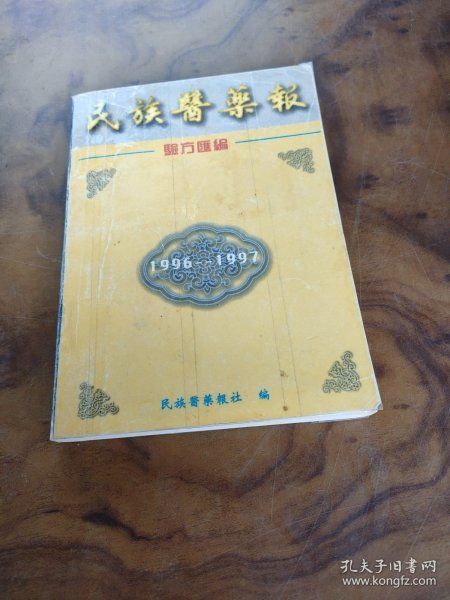 民族醫藥報
驗方匯編
1996--1997
民族醫藥報社 编
孔夫子旧书网
www.kongfz.com